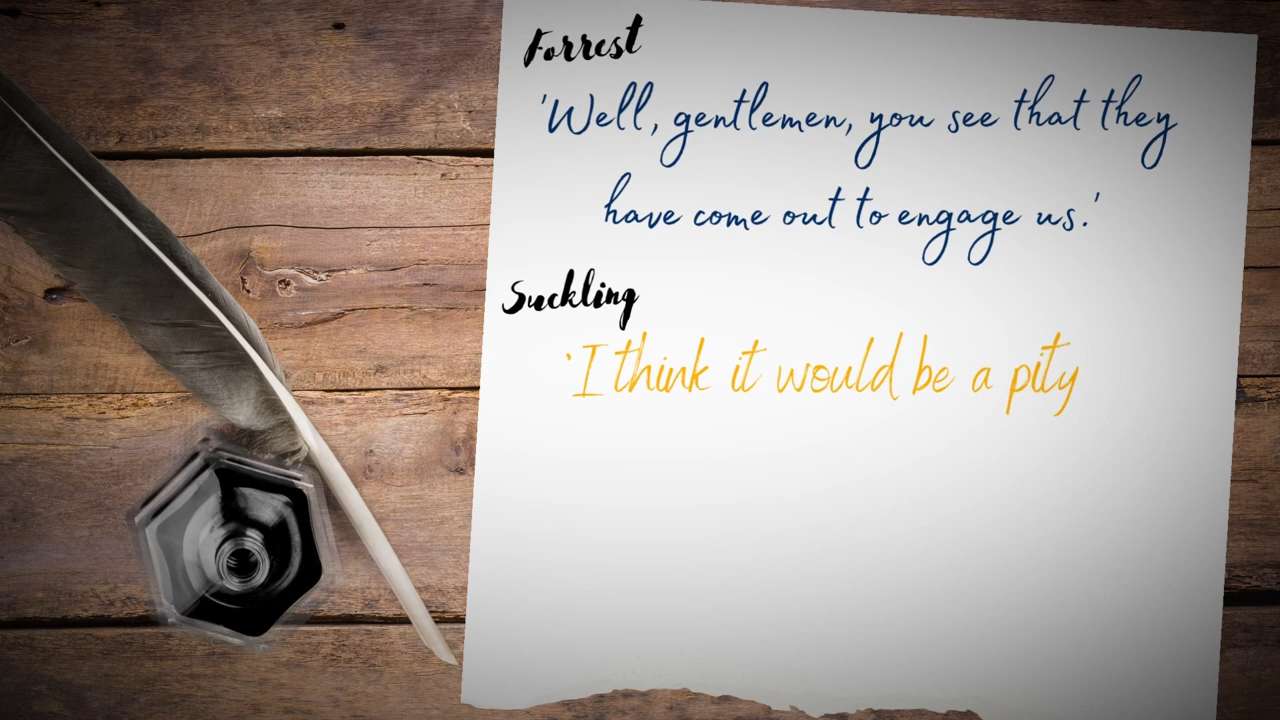 Forrest
'Well, gentlemen, you see that they
have come out to engage us.'
Suckling
'I think it would be a pity